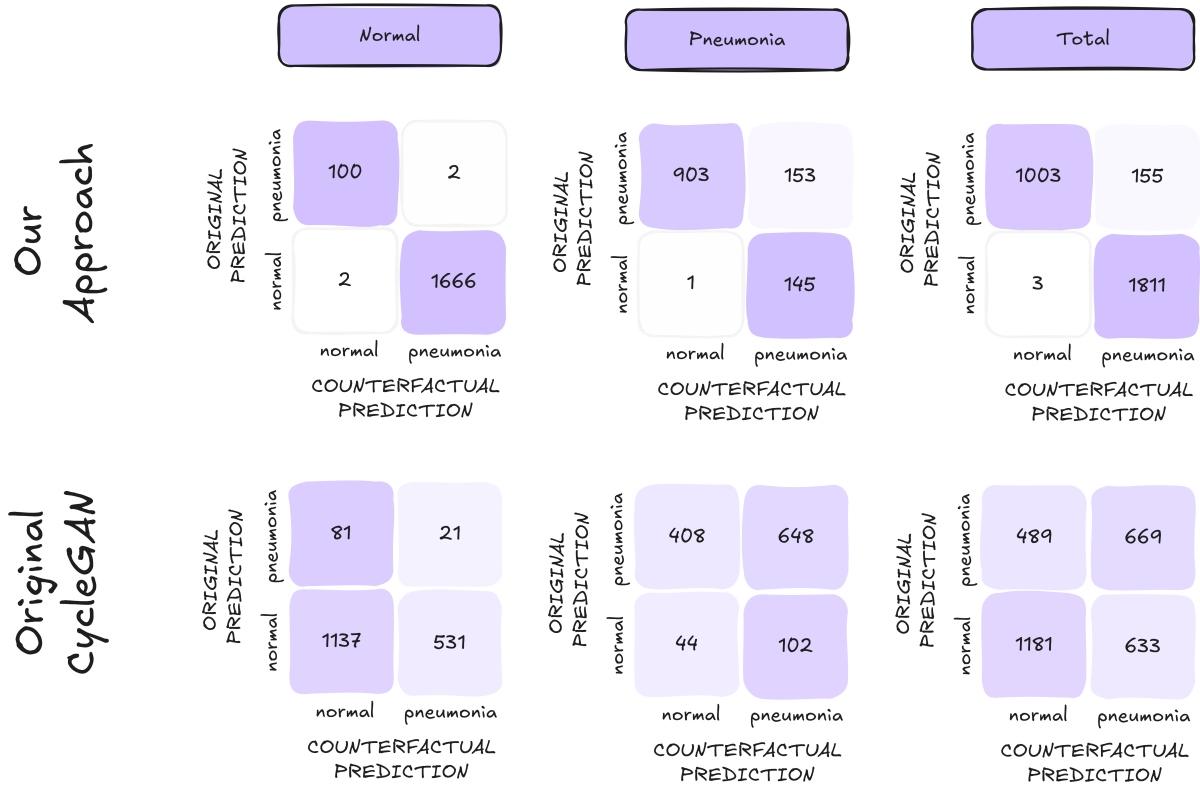 Normal
Pneumonia
Total
Our
Approach
ORIGINAL
PREDICTION
pneumonia
normal
100
2
2
1666
normal
pneumonia
COUNTERFACTUAL
PREDICTION
ORIGINAL
PREDICTION
pneumonia
normal
903
153
1
145
normal
pneumonia
COUNTERFACTUAL
PREDICTION
ORIGINAL
PREDICTION
pneumonia
normal
1003
155
3
1811
normal
pneumonia
COUNTERFACTUAL
PREDICTION
Original
CycleGAN
ORIGINAL
PREDICTION
pneumonia
normal
81
21
1137
531
normal
pneumonia
COUNTERFACTUAL
PREDICTION
ORIGINAL
PREDICTION
pneumonia
normal
408
648
44
102
normal
pneumonia
COUNTERFACTUAL
PREDICTION
ORIGINAL
PREDICTION
pneumonia
normal
489
669
1181
633
normal
pneumonia
COUNTERFACTUAL
PREDICTION